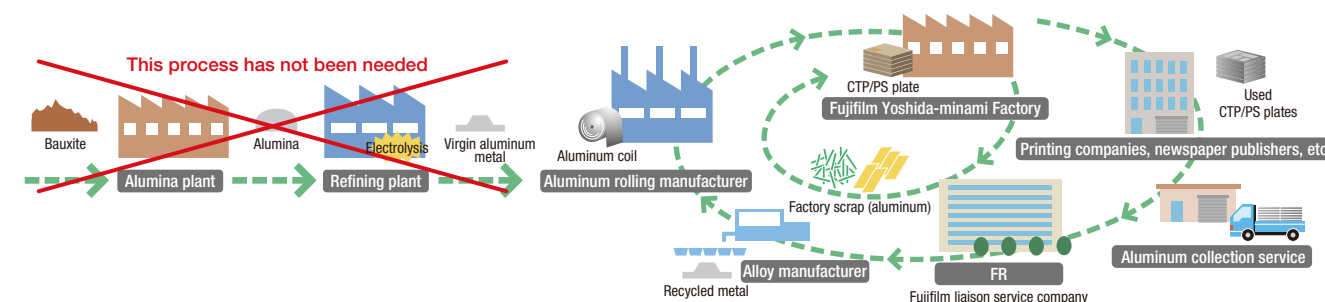 This process has not been needed
Bauxite
Alumina
Electrolysis
Virgin aluminum
metal
Alumina plant
Refining plant
Aluminum coil
Aluminum rolling manufacturer
CTP/PS plate
Fujifilm Yoshida-minami Factory
Factory scrap (aluminum)
Used
CTP/PS plates
Printing companies, newspaper publishers, etc
Aluminum collection service
FR
Fujifilm liaison service company
Alloy manufacturer
Recycled metal